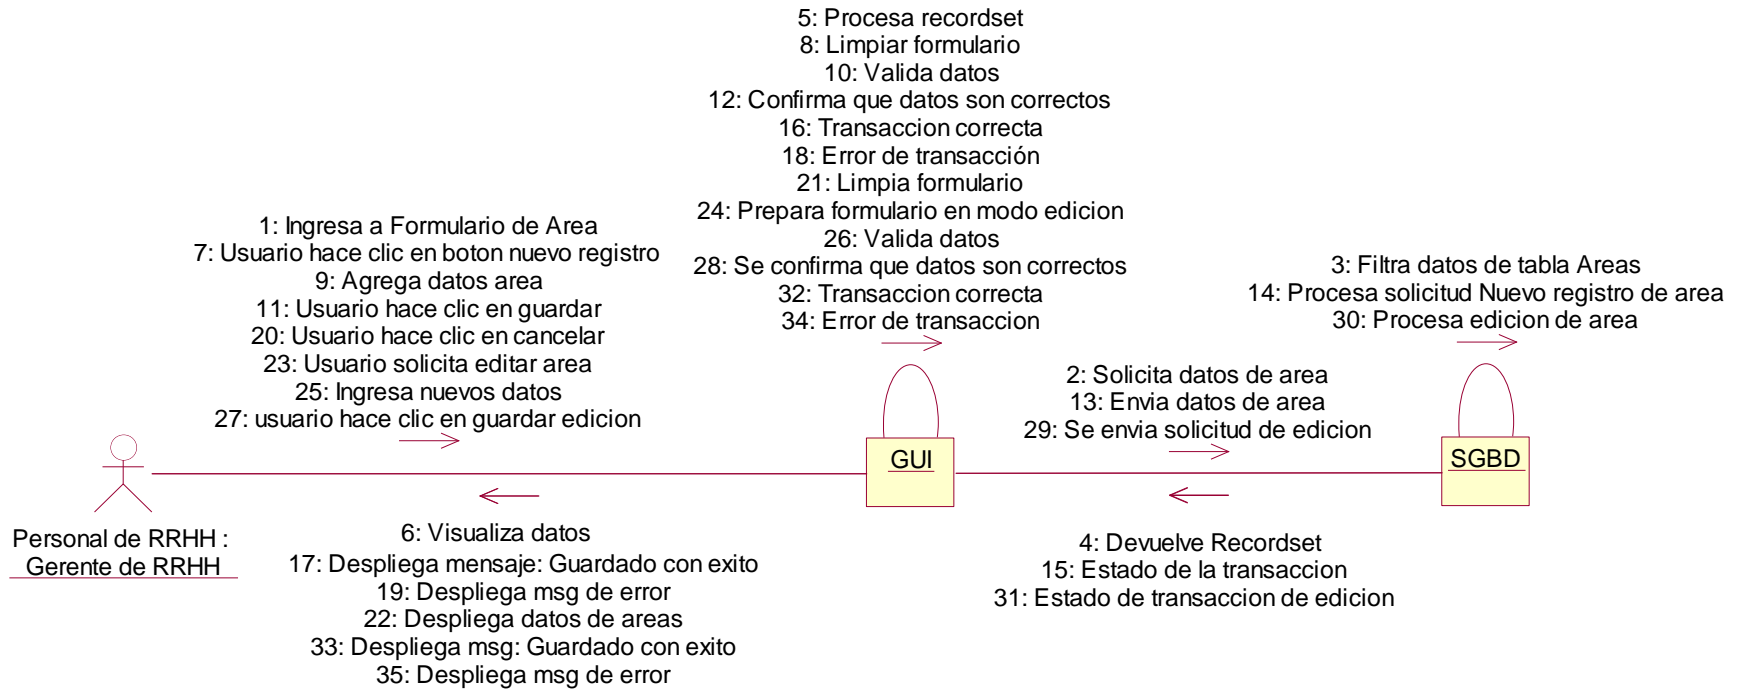 5: Procesa recordset
8: Limpiar formulario
10: Valida datos
12: Confirma que datos son correctos
16: Transaccion correcta
18: Error de transacción
21: Limpia formulario
24: Prepara formulario en modo edicion
26: Valida datos
28: Se confirma que datos son correctos
32: Transaccion correcta
34: Error de transaccion
1: Ingresa a Formulario de Area
7: Usuario hace clic en boton nuevo registro
9: Agrega datos area
11: Usuario hace clic en guardar
20: Usuario hace clic en cancelar
23: Usuario solicita editar area
25: Ingresa nuevos datos
27: usuario hace clic en guardar edicion
3: Filtra datos de tabla Areas
14: Procesa solicitud Nuevo registro de area
30: Procesa edicion de area
2: Solicita datos de area
13: Envia datos de area
29: Se envia solicitud de edicion
GUI
SGBD
Personal de RRHH :
Gerente de RRHH
6: Visualiza datos
17: Despliega mensaje: Guardado con exito
19: Despliega msg de error
22: Despliega datos de areas
33: Despliega msg: Guardado con exito
35: Despliega msg de error
4: Devuelve Recordset
15: Estado de la transaccion
31: Estado de transaccion de edicion